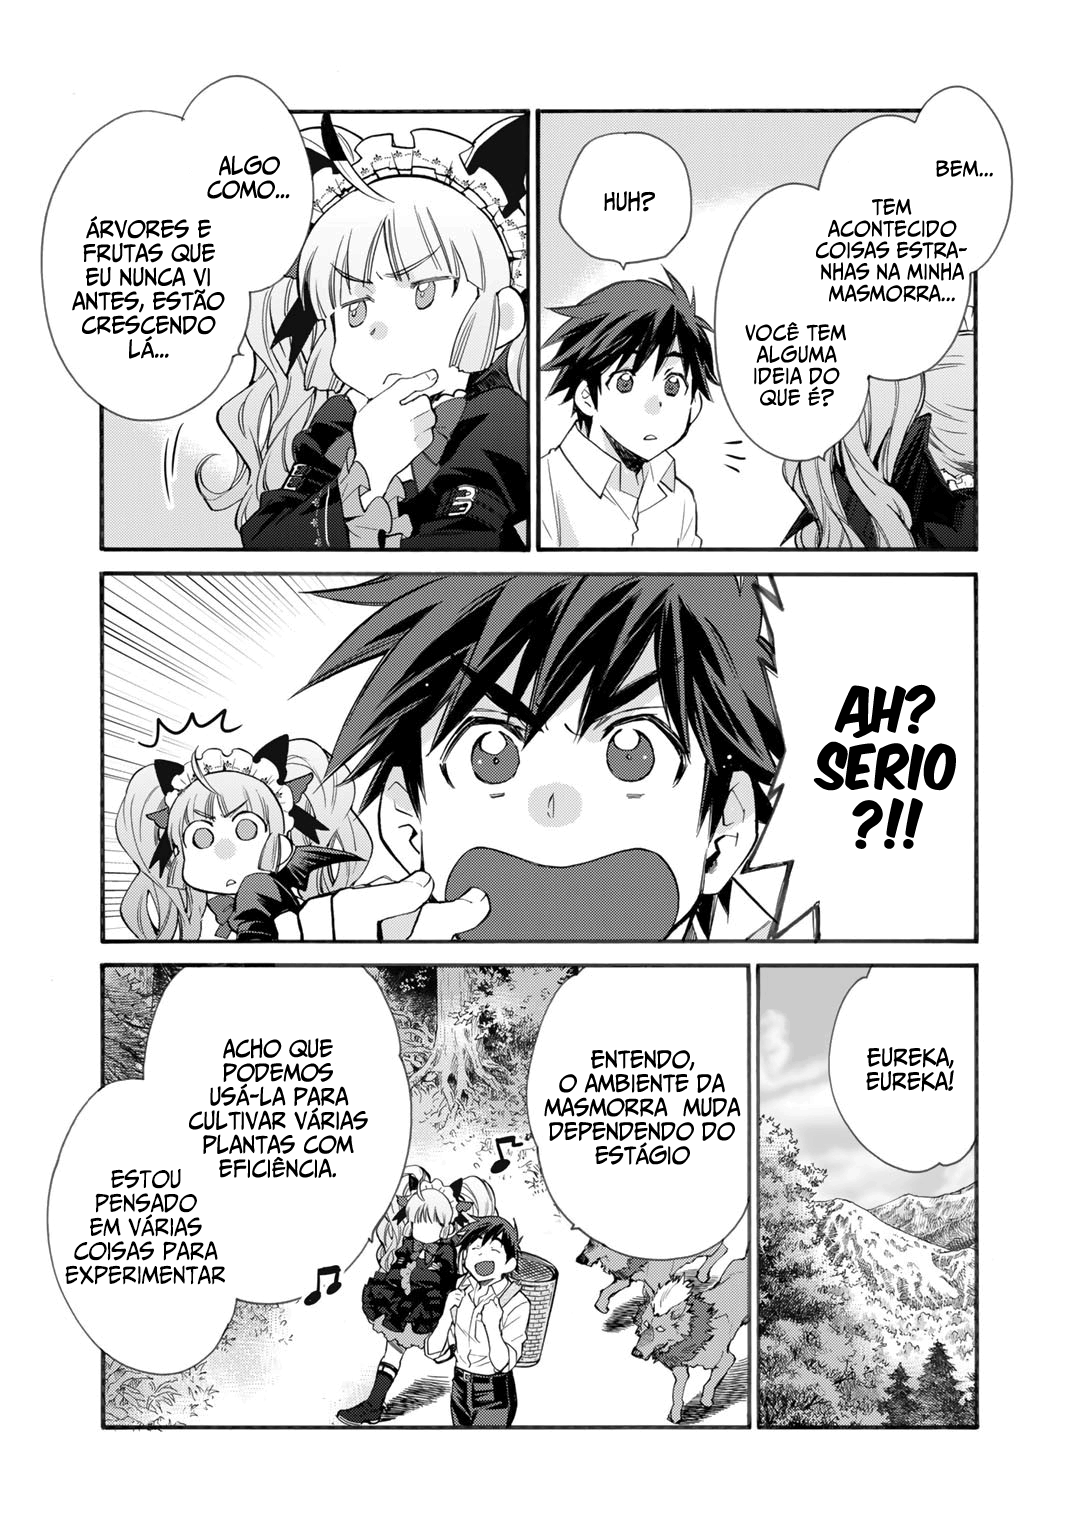 BEM...
TEM
ACONTECIDO
COISAS ESTRA-
NHAS NA MINHA
MASMORRA...
VOCÊ TEM
ALGUMA
IDEIA DO
QUE É?
HUH?
ALGO
COMO...
ÁRVORES E
FRUTAS QUE
EU NUNCA VI
ANTES, ESTÃO
CRESCENDO
LÁ...
AH?
SERIO
?!!
EUREKA,
EUREKA!
ENTENDO,
O AMBIENTE DA
MASMORRA MUDA
DEPENDENDO DO
ESTÁGIO
ACHO QUE
PODEMOS
USÁ-LA PARA
CULTIVAR VÁRIAS
PLANTAS COM
EFICIÊNCIA.
ESTOU
PENSADO
EM VÁRIAS
COISAS PARA
EXPERIMENTAR